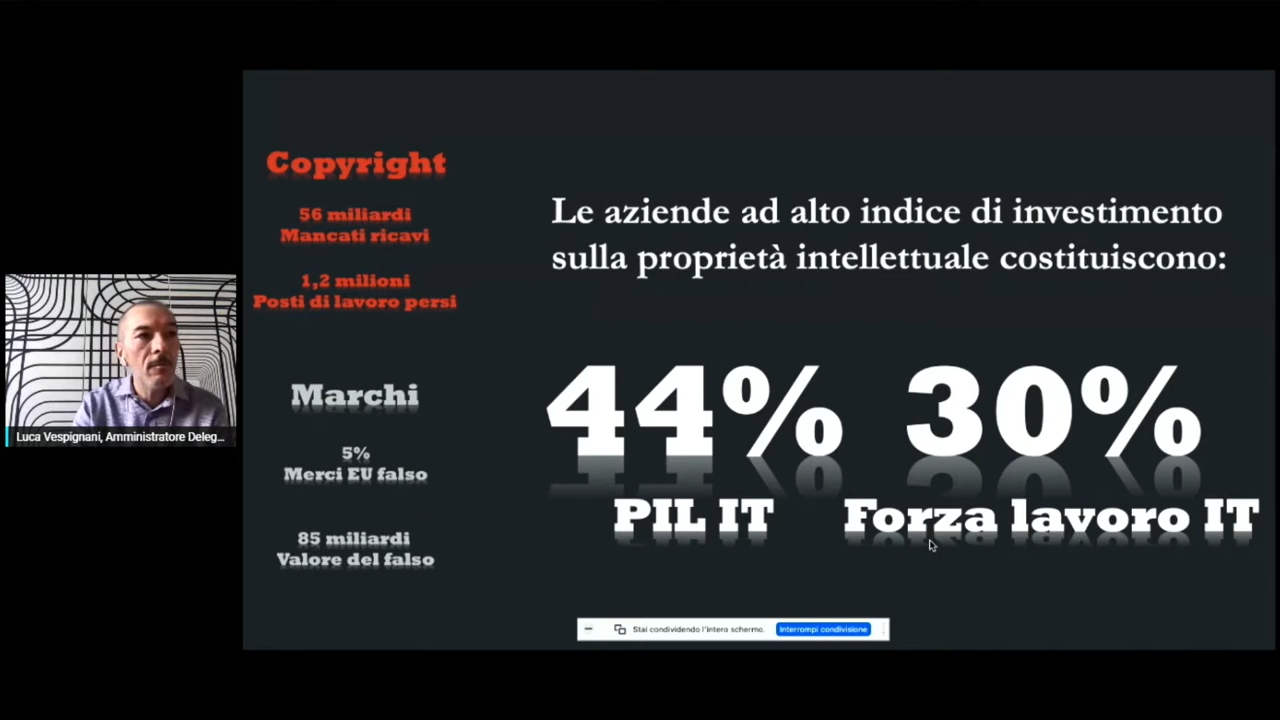 Copyright
56 miliardi
Mancati ricavi
1,2 milioni
Posti di lavoro persi
Marchi
5%
Merci EU falso
85 miliardi
Valore del falso
Le aziende ad alto indice di investimento
sulla proprietà intellettuale costituiscono:
44% 30%
PIL IT Forza lavoro IT
Luca Vespignani, Amministratore Deleg...
Stai condividendo l'intero schermo. Interrompi condivisione